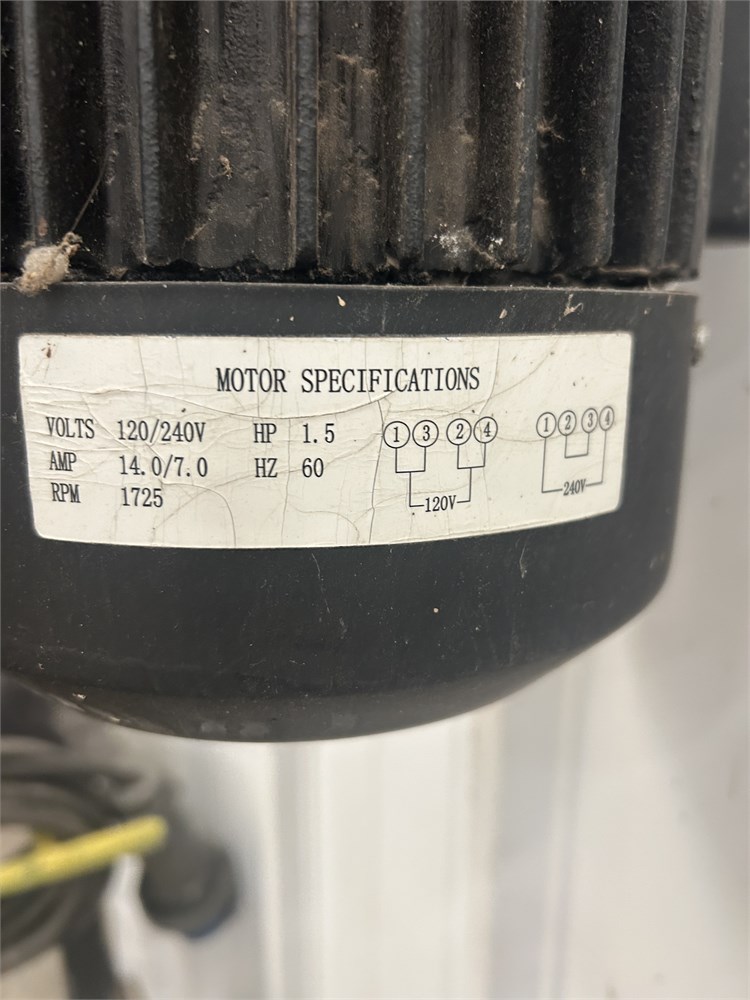 MOTOR SPECIFICATIONS
VOLTS 120/240V HP 1.5 ① ③ ② ④ ① ② ③ ④
AMP 14.0/7.0 HZ 60
RPM 1725 120V 240V